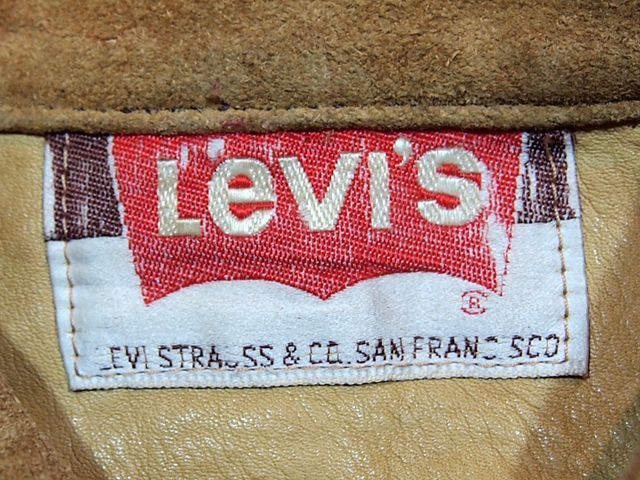 LeVI'S
®
LEVI STRAUSS & CO. SAN FRANCISCO